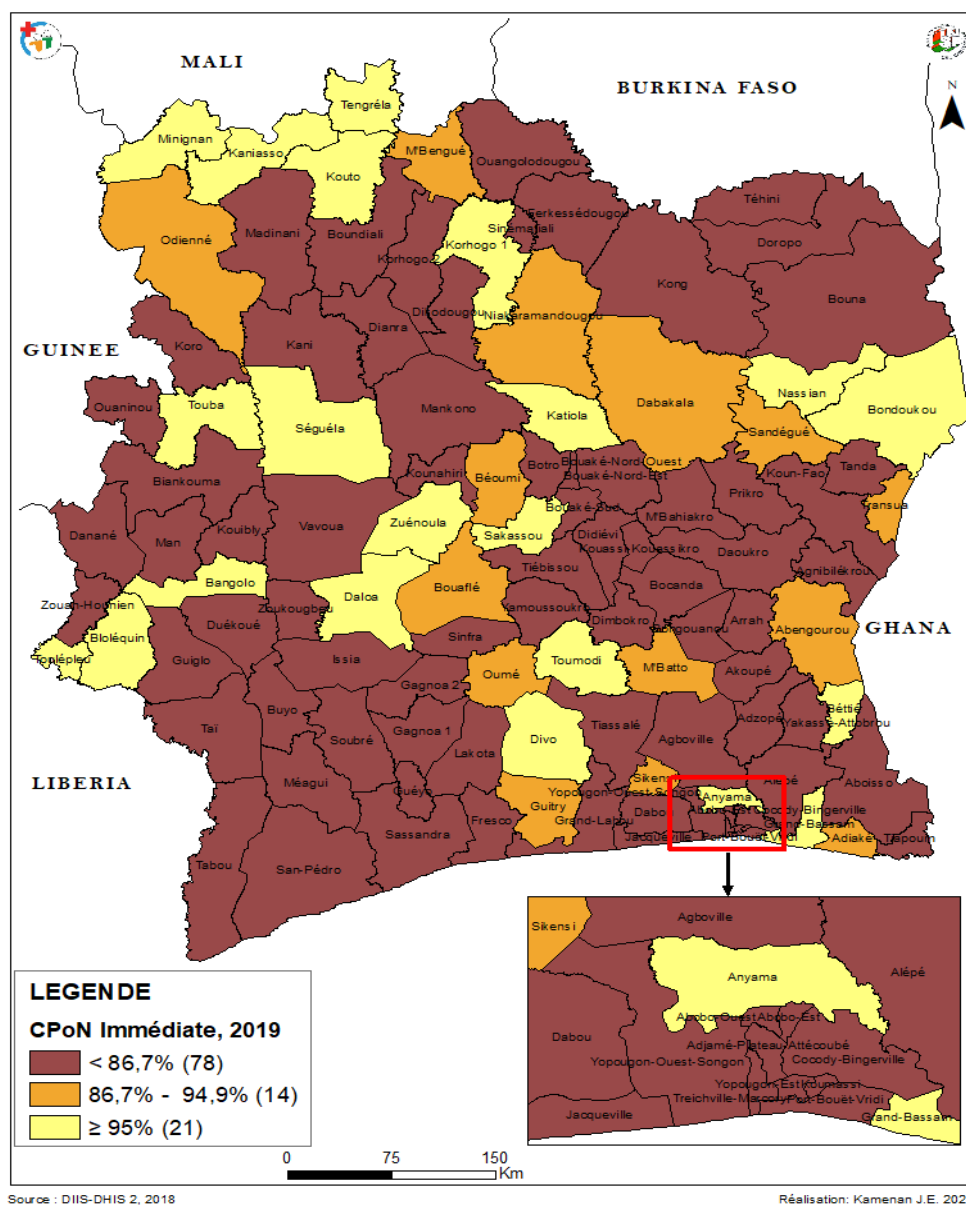 MALI
BURKINA FASO
N
Tengréla
Minignan
Kaniasso
M'Bengué
Ouangolodougou
Kouto
Téhini
Ferkessédougou
Odienné
Madinani
Boundiali
Korhogo 1
Sinématiali
Doropo
Korhogo 2
Kong
Bouna
Dikodougou
Niakaramandougou
Dianra
GUINEE
Koro
Kani
Nassian
Ouaninou
Touba
Séguéla
Mankono
Katiola
Dabakala
Bondoukou
Sandégué
Kounahiri
Botro
Bouaké-Nord-Ouest
Bouaké-Nord-Est
Koun-Fao
Tanda
Biankouma
Béoumi
Prikro
Transua
Vavoua
Zuénoula
Bouaké-Sud
M'Bahiakro
Danané
Man
Kouibly
Sakassou
Didiévi
Kouassi-Kouassikro
Daoukro
Tiébissou
Agnibilékrou
Bangolo
Daloa
Bouaflé
Bocanda
Zouan-Hounien
Zoukougbeu
Yamoussoukro
Dimbokro
Bongouanou
Arrah
Abengourou
GHANA
Duékoué
Bloléquin
Sinfra
Toulépleu
Guiglo
Issia
Oumé
Toumodi
M'Batto
Akoupé
Gagnoa 2
Buyo
Béttié
Taï
Soubré
Gagnoa 1
Lakota
Divo
Tiassalé
Agboville
Adzopé
Yakassé-Attobrou
LIBERIA
Méagui
Guéyo
Sikensi
Alépé
Aboisso
Yopougon-Ouest-Songon
Anyama
Guitry
Grand-Lahou
Dabou
Abobo-Est
Cocody-Bingerville
Sassandra
Fresco
Grand-Bassam
Jacqueville
Port-Bouët-Vridi
Adiaké
Tiapoum
Tabou
San-Pédro
Sikensi
Agboville
Anyama
Alépé
Abobo-Ouest
Abobo-Est
Dabou
Adjamé-Plateau-Attécoubé
Yopougon-Ouest-Songon
Cocody-Bingerville
Yopougon-Est
Koumassi
Treichville-Marcory
Port-Bouët-Vridi
Jacqueville
Grand-Bassam
LEGENDE
CPoN Immédiate, 2019
< 86,7% (78)
86,7% - 94,9% (14)
≥ 95% (21)
0 75 150
Km
Source : DIIS-DHIS 2, 2018
Réalisation: Kamenan J.E. 202